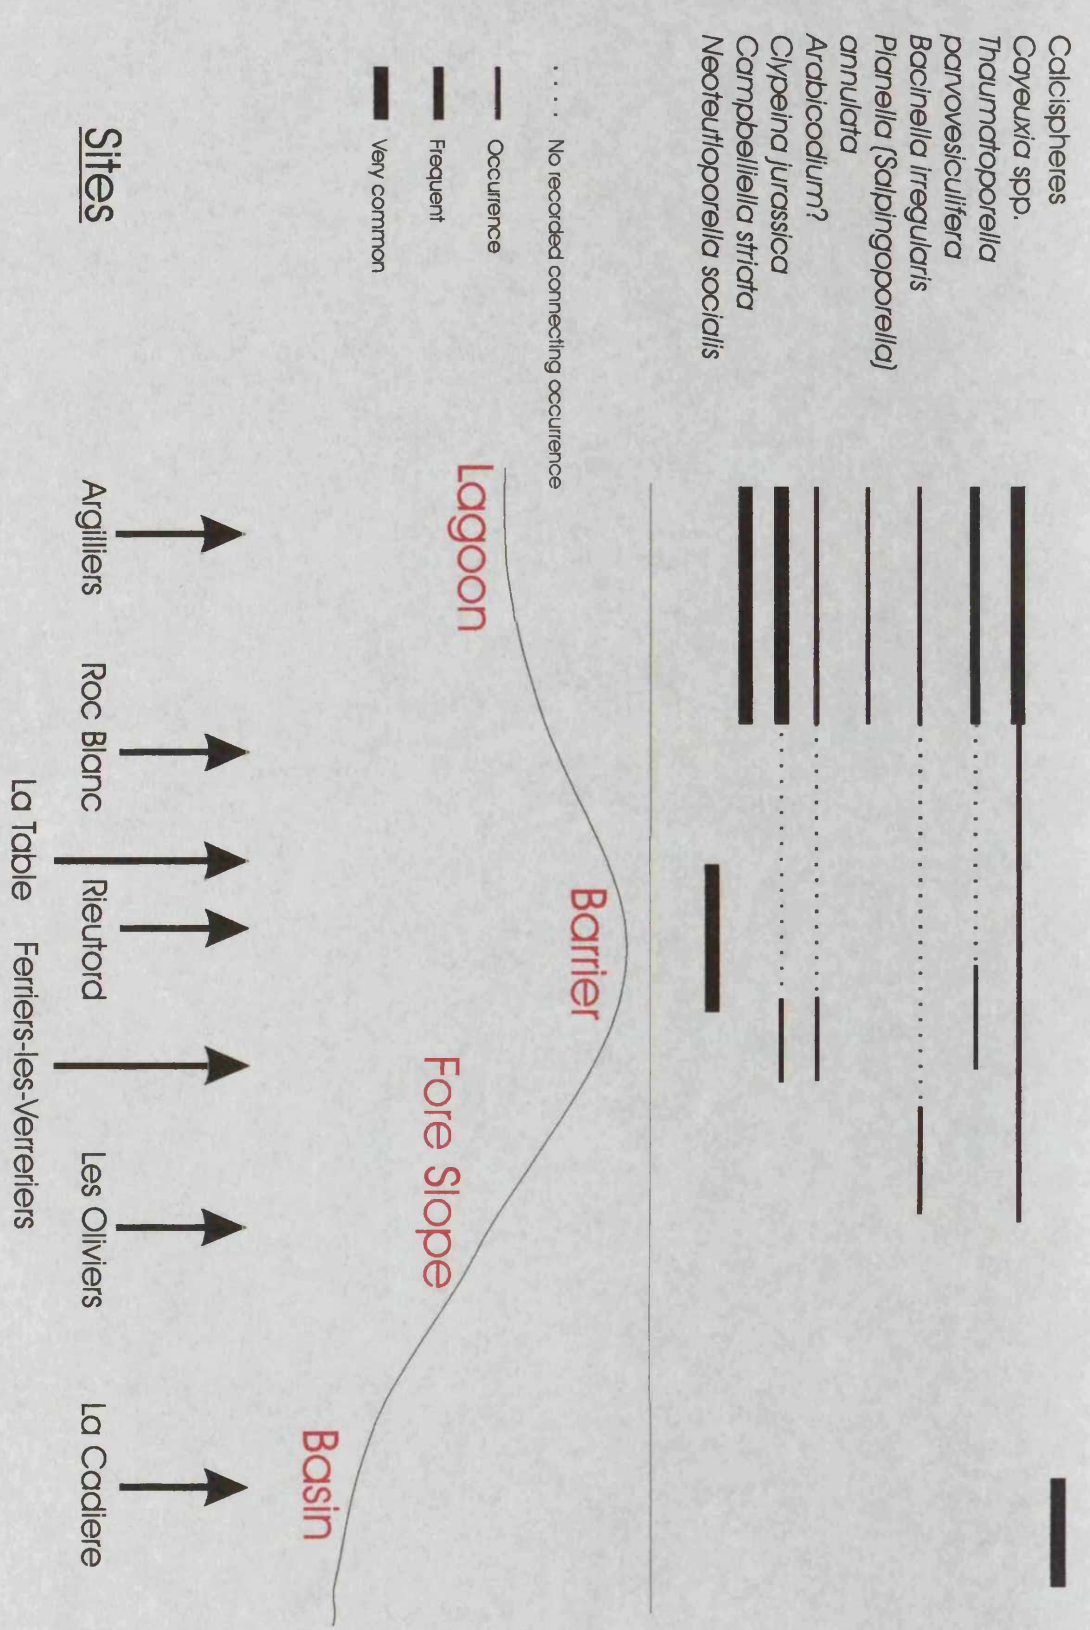 Calcispheres
Cayeuxia spp.
Thaumatoporella
parvovesiculifera
Bacinella irregularis
Pianella (Salpingoporella)
annulata
Arabicodium?
Clypeina jurassica
Campbelliella striata
Neoteutloporella socialis
.... No recorded connecting occurrence
Occurrence
Frequent
Very common
Lagoon
Barrier
Fore Slope
Basin
Sites
Argilliers
Roc Blanc
Rieutord
Les Oliviers
La Cadiere
La Table
Ferriers-les-Verreriers